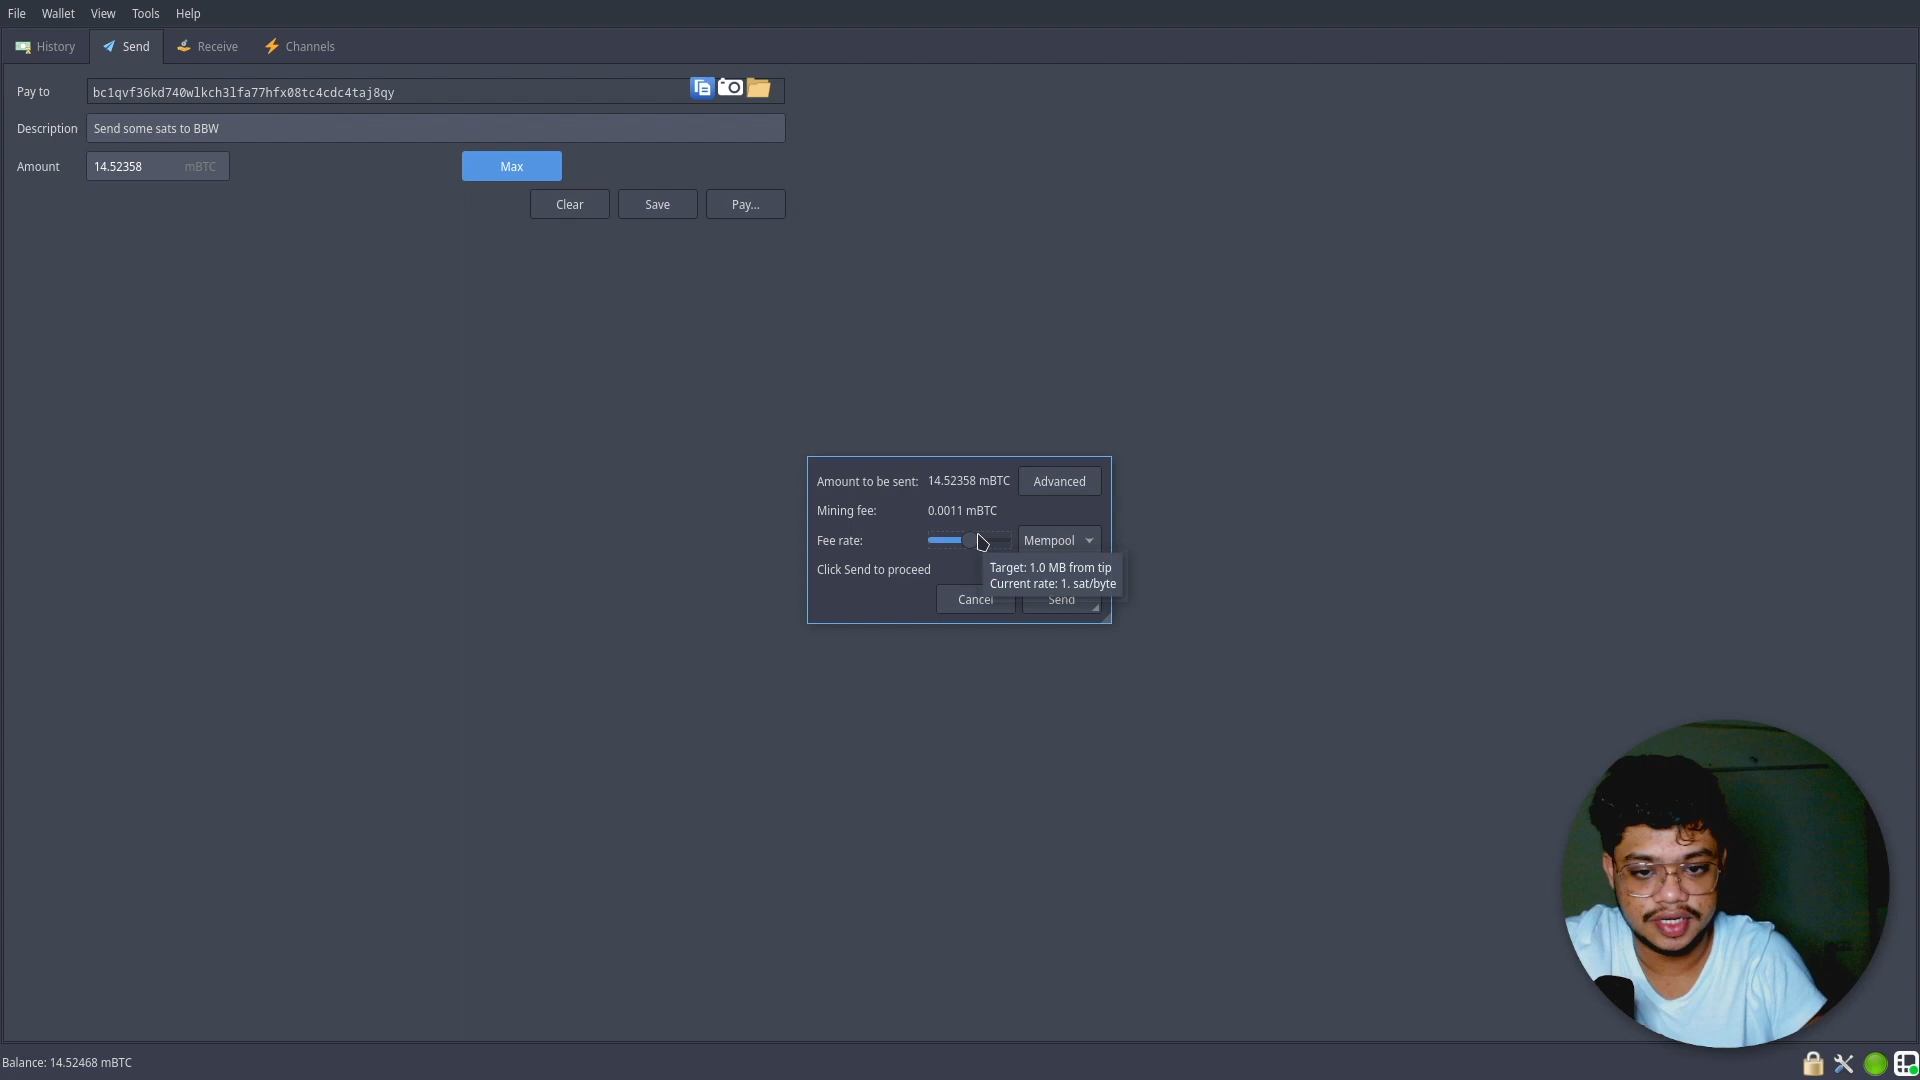 File Wallet View Tools Help
History Send Receive Channels
Pay to bc1qvf36kd740wlkch3lfa77hfx08tc4cdc4taj8qy
Description Send some sats to BBW
Amount 14.52358 mBTC Max
Clear Save Pay...
Amount to be sent: 14.52358 mBTC Advanced
Mining fee: 0.0011 mBTC
Fee rate: Mempool
Click Send to proceed
Target: 1.0 MB from tip
Current rate: 1. sat/byte
Cancel Send
Balance: 14.52468 mBTC